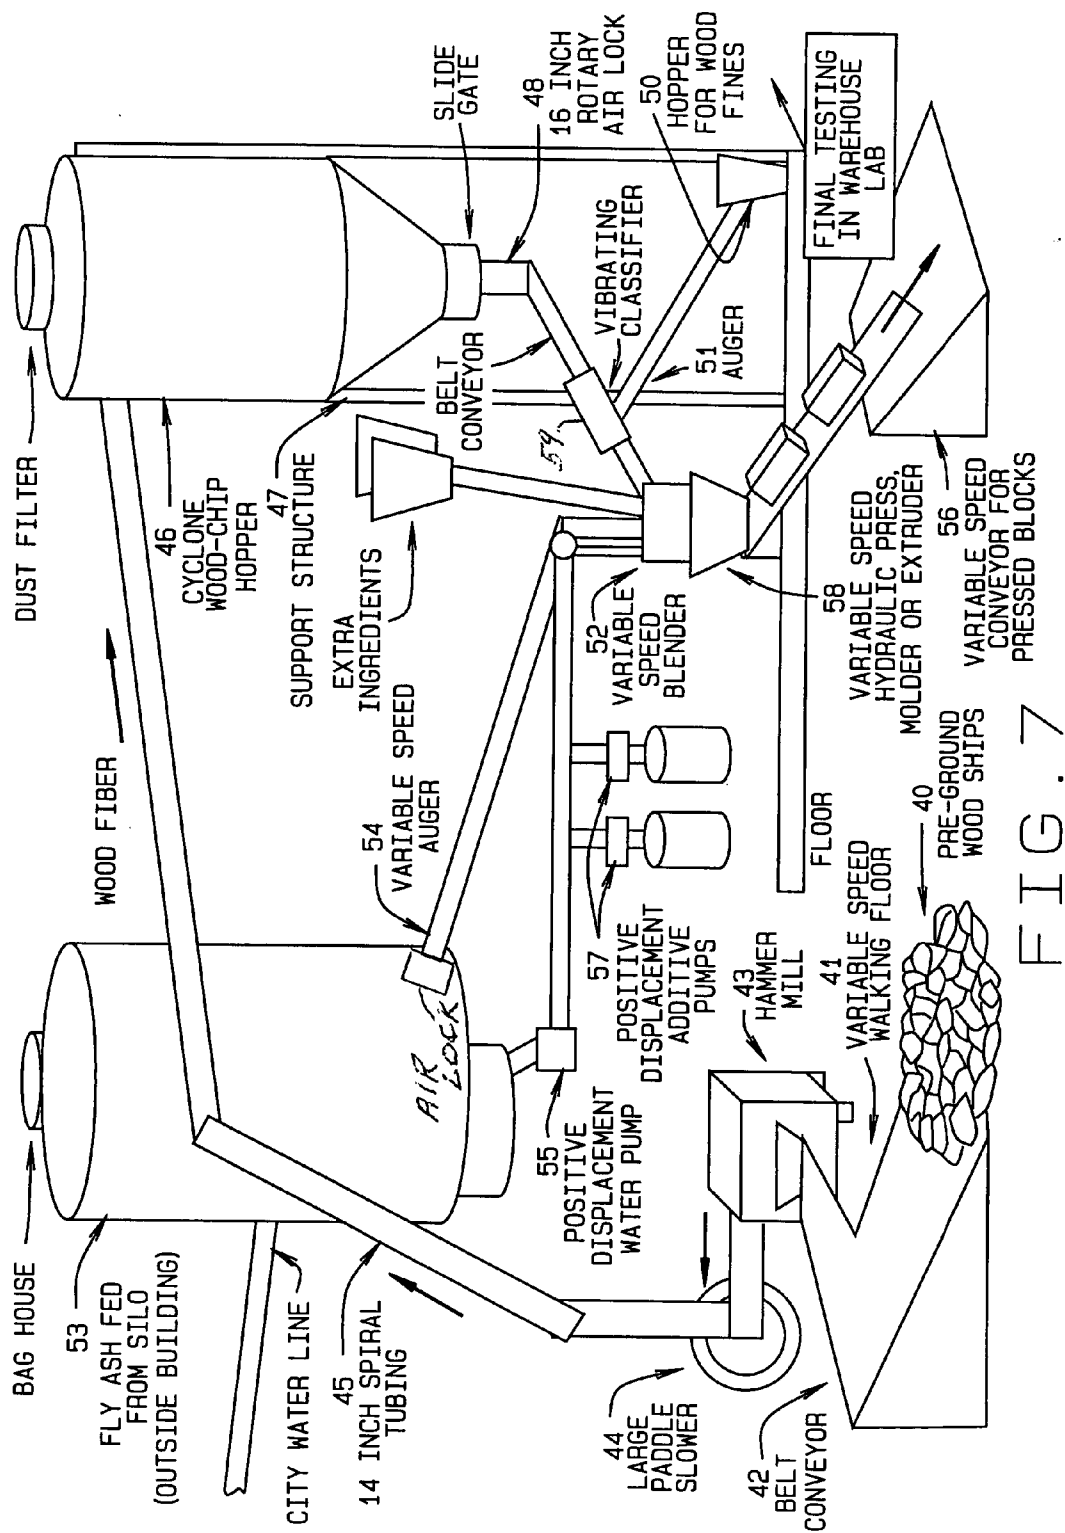 BAG HOUSE
53
FLY ASH FED
FROM SILO
(OUTSIDE BUILDING)
CITY WATER LINE
45
14 INCH SPIRAL
TUBING
44
LARGE
PADDLE
SLOWER
42
BELT
CONVEYOR
WOOD FIBER
54
VARIABLE SPEED
AUGER
AIR
LOCK
55
POSITIVE
DISPLACEMENT
WATER PUMP
57
POSITIVE
DISPLACEMENT
ADDITIVE
PUMPS
43
HAMMER
MILL
41
VARIABLE SPEED
WALKING FLOOR
40
PRE-GROUND
WOOD SHIPS
DUST FILTER
46
CYCLONE
WOOD-CHIP
HOPPER
47
SUPPORT STRUCTURE
EXTRA
INGREDIENTS
SLIDE
GATE
48
16 INCH
ROTARY
AIR LOCK
BELT
CONVEYOR
59
VIBRATING
CLASSIFIER
50
HOPPER
FOR WOOD
FINES
51
AUGER
52
VARIABLE
SPEED
BLENDER
FLOOR
FINAL TESTING
IN WAREHOUSE
LAB
58
VARIABLE SPEED
HYDRAULIC PRESS,
MOLDER OR EXTRUDER
56
VARIABLE SPEED
CONVEYOR FOR
PRESSED BLOCKS
FIG. 7